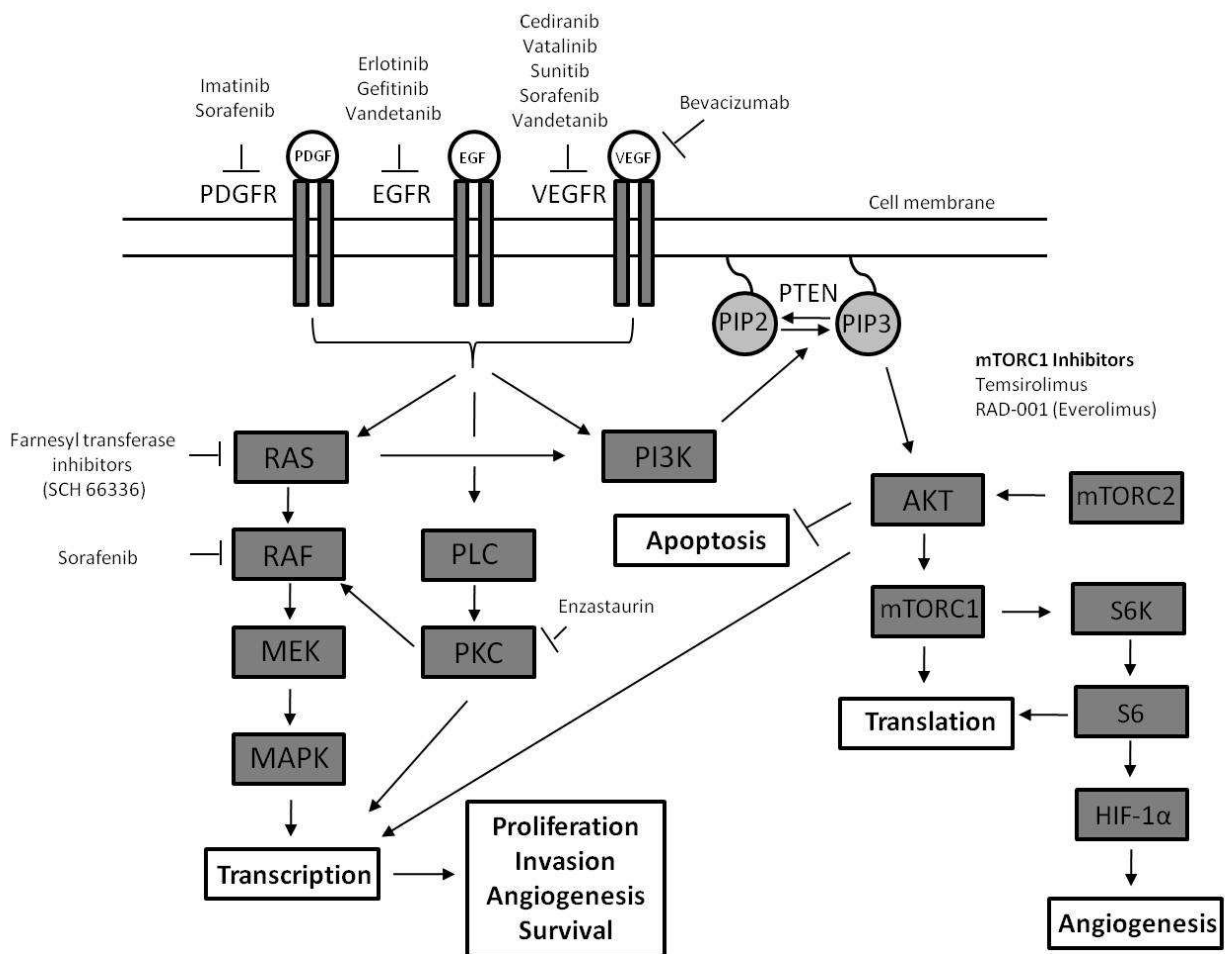 Cediranib
Vatalinib
Sunitib
Sorafenib
Vandetanib
Erlotinib
Gefitinib
Vandetanib
Imatinib
Sorafenib
Bevacizumab
PDGF
EGF
VEGF
PDGFR
EGFR
VEGFR
Cell membrane
PTEN
PIP2
PIP3
mTORC1 Inhibitors
Temsirolimus
RAD-001 (Everolimus)
Farnesyl transferase
inhibitors
(SCH 66336)
RAS
PI3K
AKT
mTORC2
Apoptosis
Sorafenib
RAF
PLC
Enzastaurin
mTORC1
S6K
MEK
PKC
Translation
S6
MAPK
HIF-1α
Transcription
Proliferation
Invasion
Angiogenesis
Survival
Angiogenesis